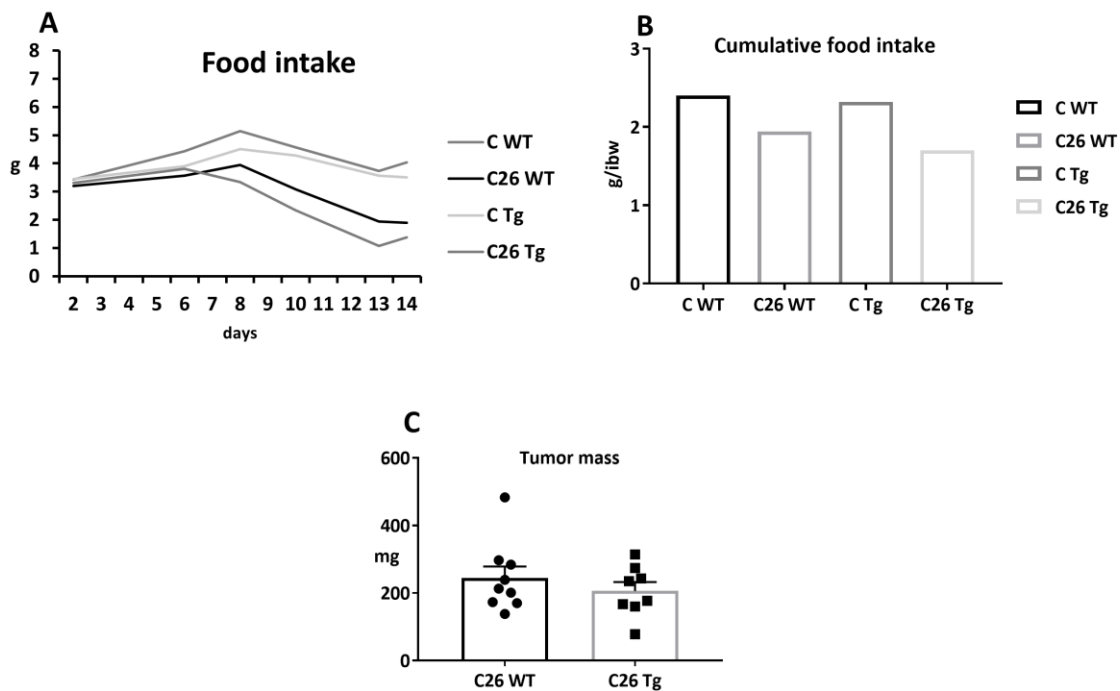 A
Food intake
8
7
6
5
4
3
2
1
0
g
2 3 4 5 6 7 8 9 10 11 12 13 14
days
C WT
C26 WT
C Tg
C26 Tg
B
Cumulative food intake
3
2
1
0
g/ibw
C WT C26 WT C Tg C26 Tg
C WT
C26 WT
C Tg
C26 Tg
C
Tumor mass
600
400
200
0
mg
C26 WT C26 Tg